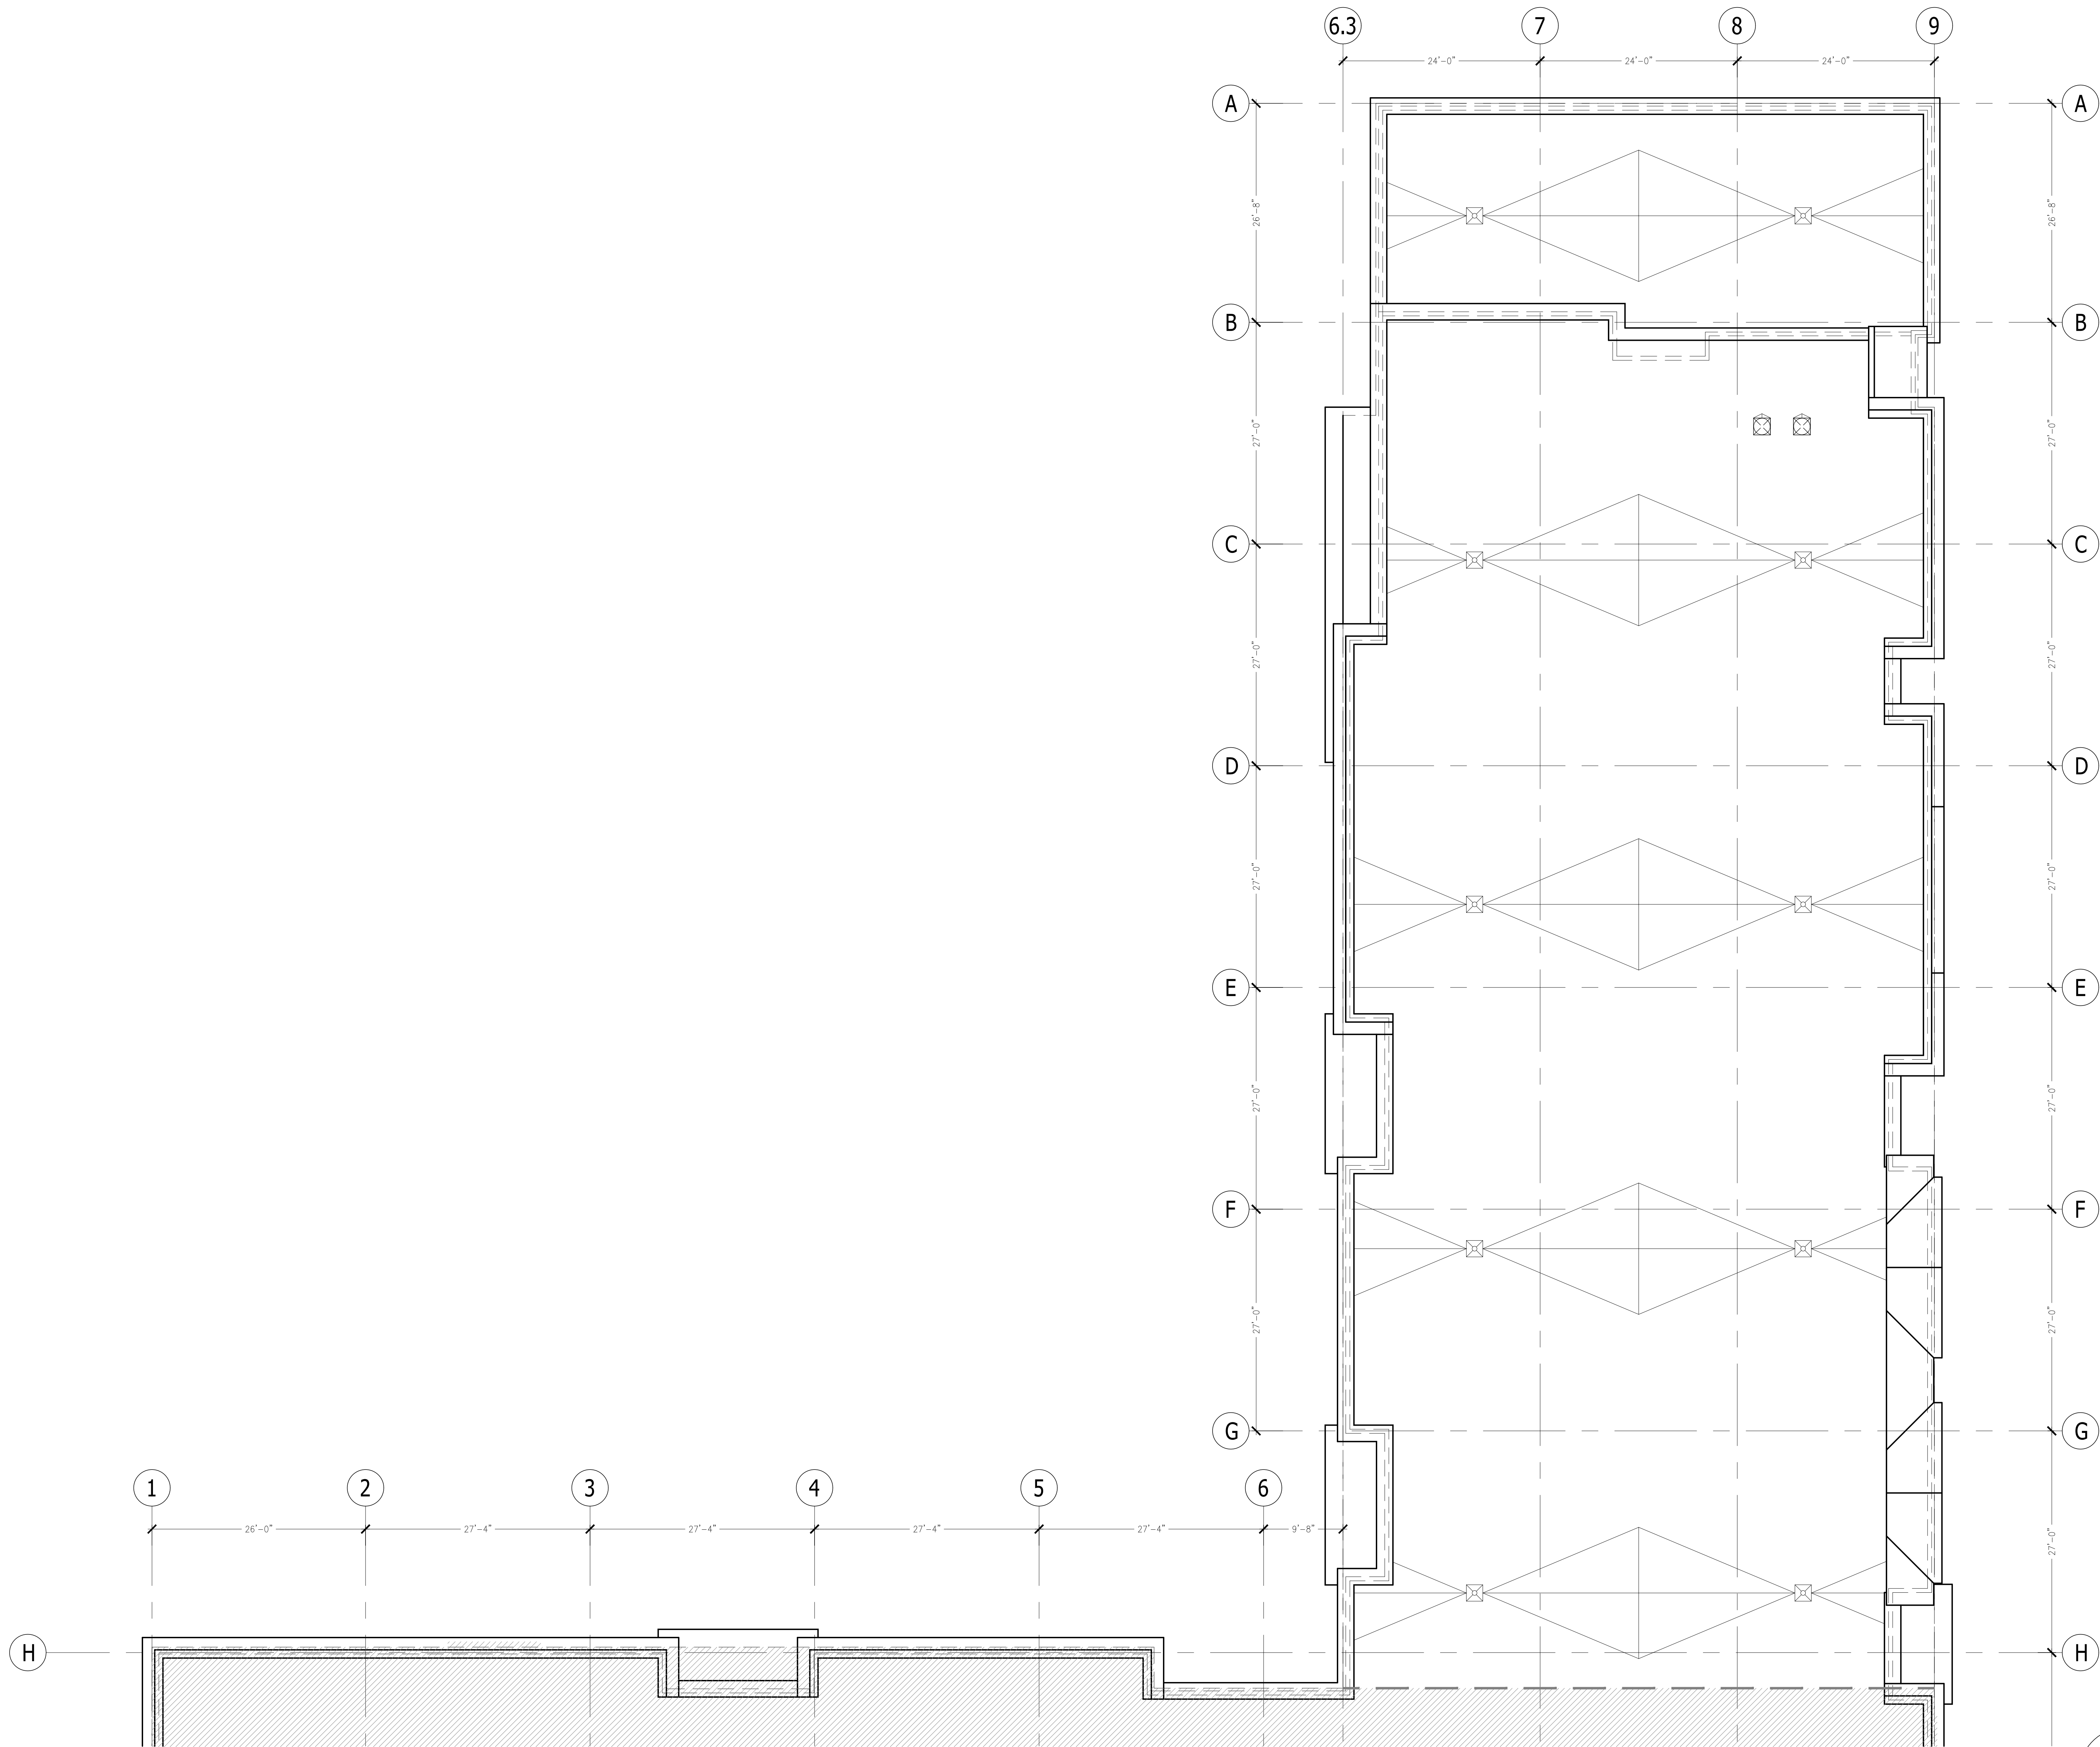 6.3 7 8 9
24'-0" 24'-0" 24'-0"
A A
26'-8" 26'-8"
B B
27'-0" 27'-0"
C C
27'-0" 27'-0"
D D
27'-0" 27'-0"
E E
27'-0" 27'-0"
F F
27'-0" 27'-0"
G G
1 2 3 4 5 6
26'-0" 27'-4" 27'-4" 27'-4" 27'-4" 9'-8" 27'-0"
H H